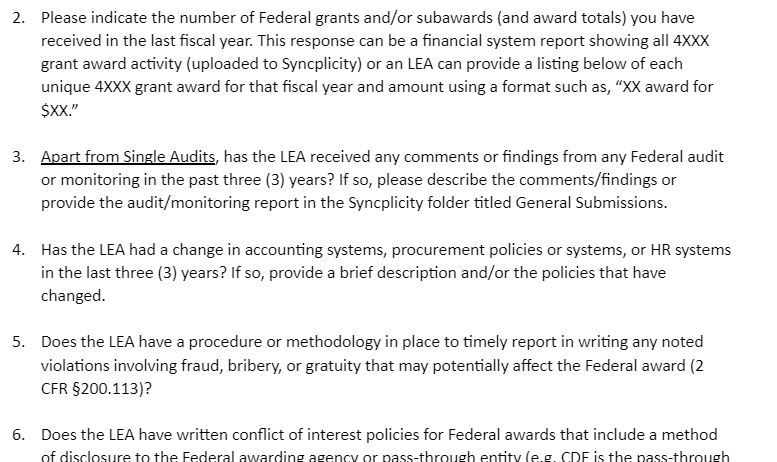 2. Please indicate the number of Federal grants and/or subawards (and award totals) you have
received in the last fiscal year. This response can be a financial system report showing all 4XXX
grant award activity (uploaded to Syncplicity) or an LEA can provide a listing below of each
unique 4XXX grant award for that fiscal year and amount using a format such as, “XX award for
$XX.”
3. Apart from Single Audits, has the LEA received any comments or findings from any Federal audit
or monitoring in the past three (3) years? If so, please describe the comments/findings or
provide the audit/monitoring report in the Syncplicity folder titled General Submissions.
4. Has the LEA had a change in accounting systems, procurement policies or systems, or HR systems
in the last three (3) years? If so, provide a brief description and/or the policies that have
changed.
5. Does the LEA have a procedure or methodology in place to timely report in writing any noted
violations involving fraud, bribery, or gratuity that may potentially affect the Federal award (2
CFR §200.113)?
6. Does the LEA have written conflict of interest policies for Federal awards that include a method
of disclosure to the Federal awarding agency or pass-through entity (e.g. CDE is the pass-through